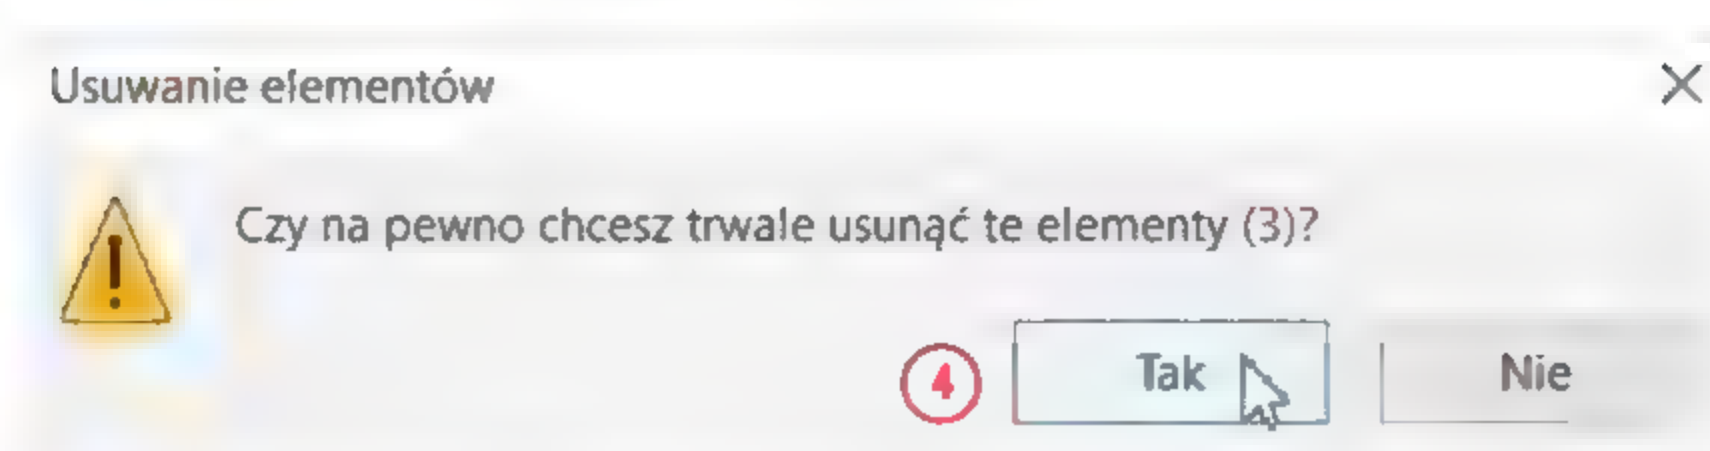 Usuwanie elementów
Czy na pewno chcesz trwale usunąć te elementy (3)?
4 Tak Nie